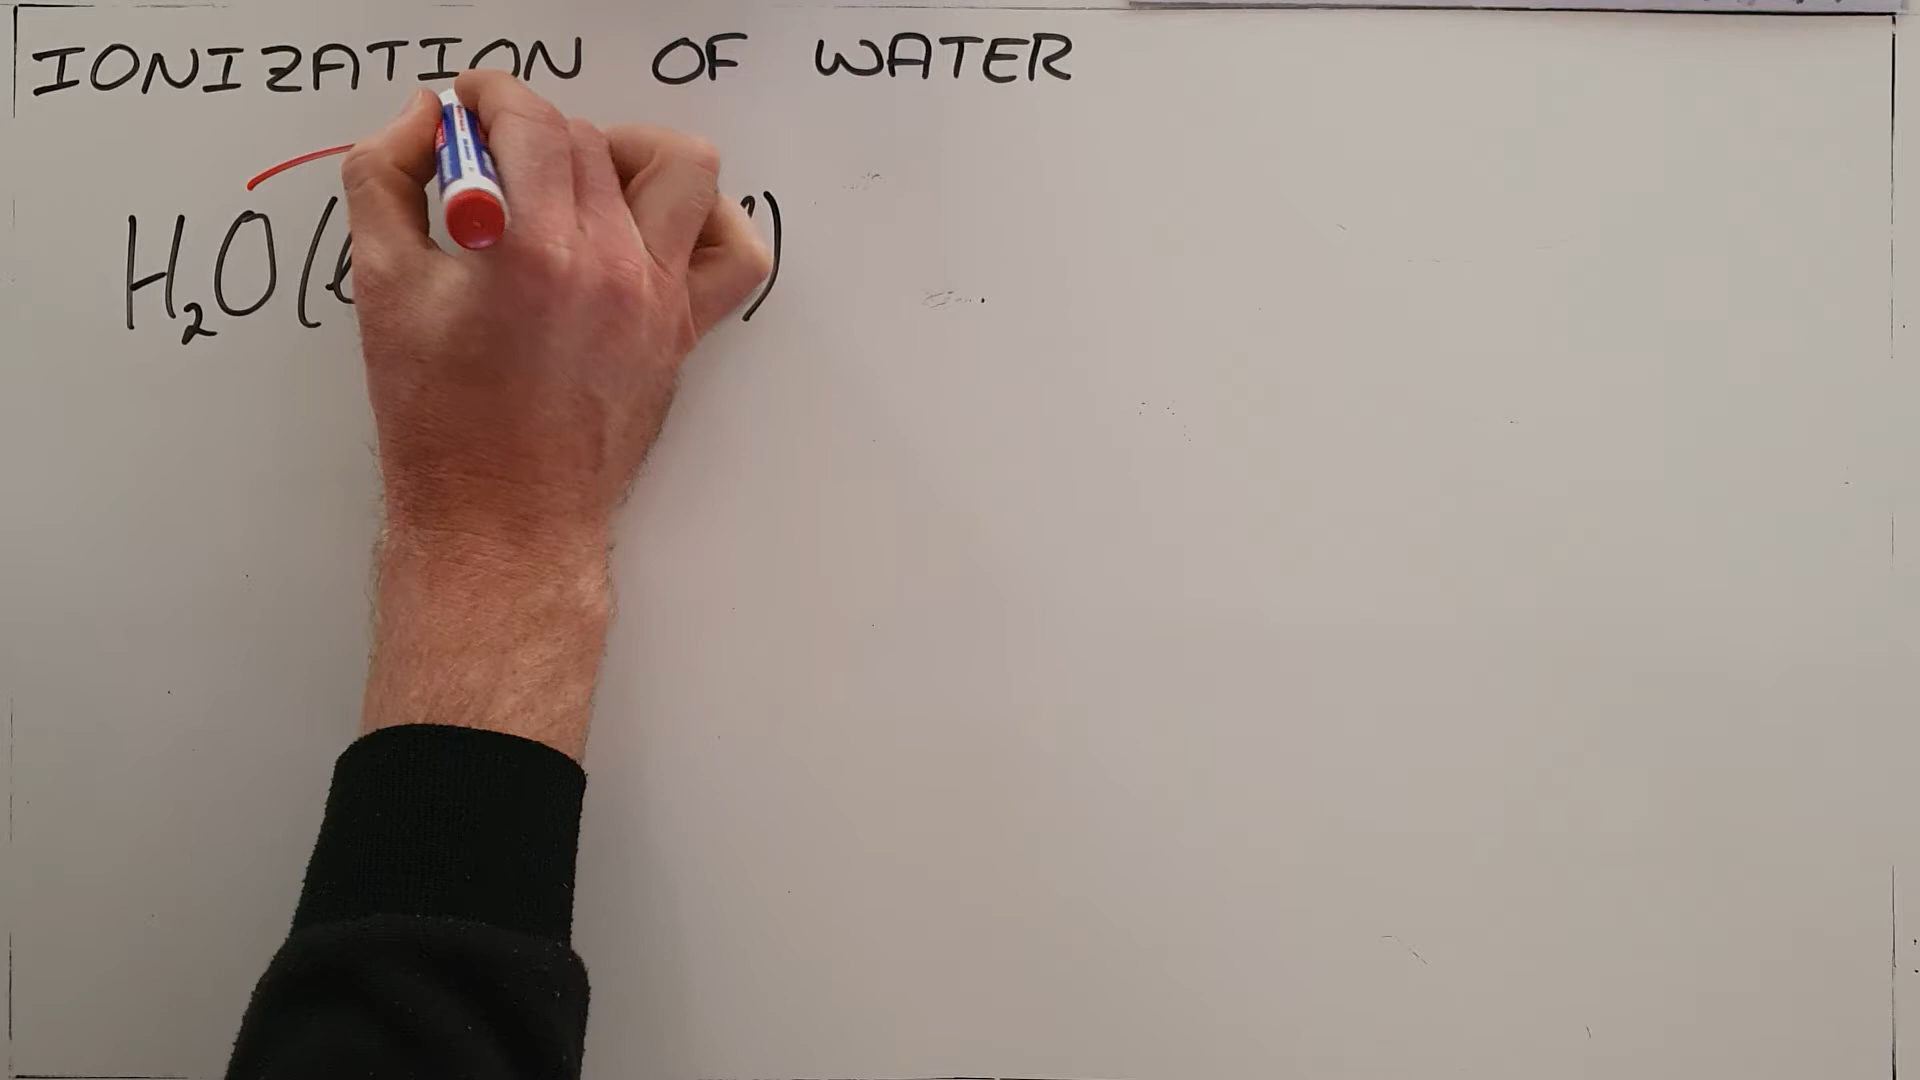 IONIZATION OF WATER
H₂O(l )